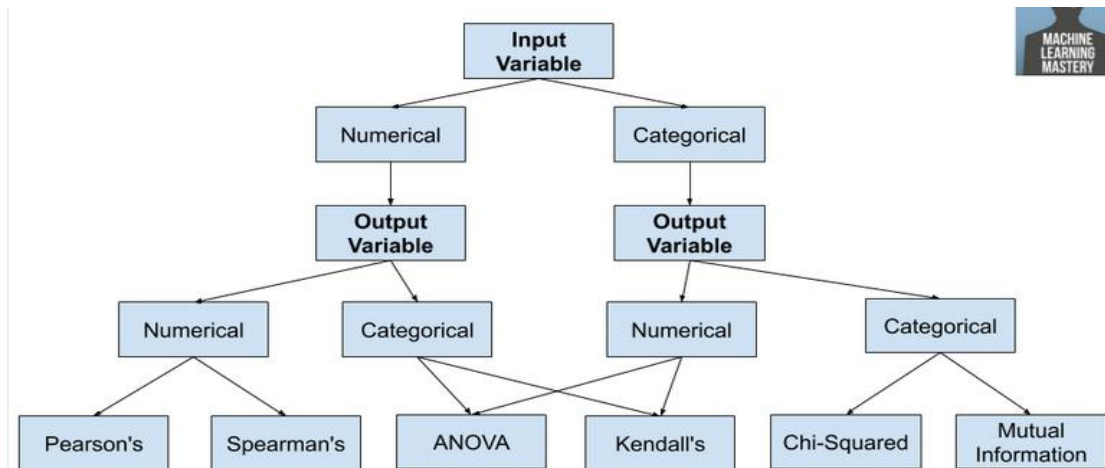 Input
Variable
MACHINE
LEARNING
MASTERY
Numerical
Categorical
Output
Variable
Output
Variable
Numerical
Categorical
Numerical
Categorical
Pearson's
Spearman's
ANOVA
Kendall's
Chi-Squared
Mutual
Information